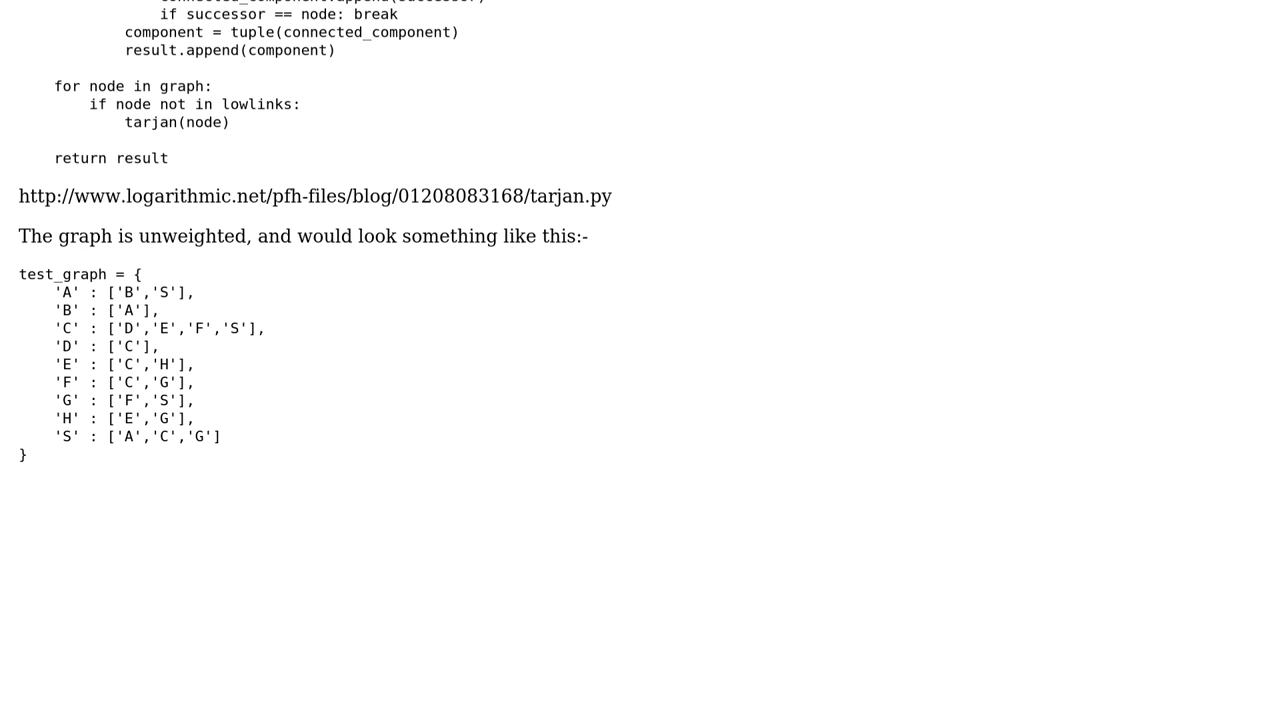 if successor == node: break
component = tuple(connected_component)
result.append(component)
for node in graph:
if node not in lowlinks:
tarjan(node)
return result
http://www.logarithmic.net/pfh-files/blog/01208083168/tarjan.py
The graph is unweighted, and would look something like this:-
test_graph = {
'A' : ['B','S'],
'B' : ['A'],
'C' : ['D','E','F','S'],
'D' : ['C'],
'E' : ['C','H'],
'F' : ['C','G'],
'G' : ['F','S'],
'H' : ['E','G'],
'S' : ['A','C','G']
}